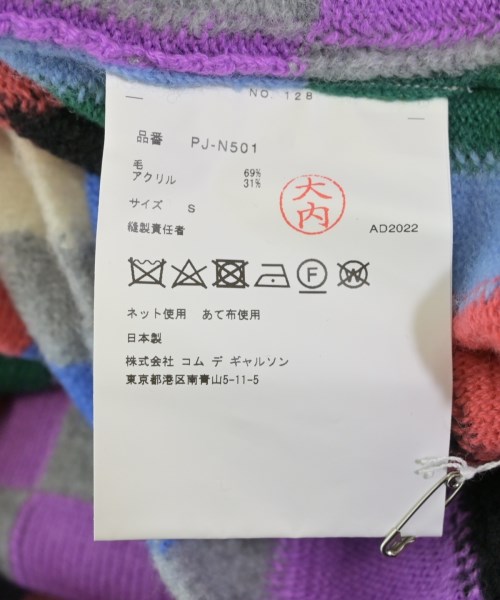 NO. 128
品番 PJ-N501
毛 69%
アクリル 31%
サイズ S
縫製責任者
大内
AD2022
F W
ネット使用 あて布使用
日本製
株式会社 コム デ ギャルソン
東京都港区南青山5-11-5